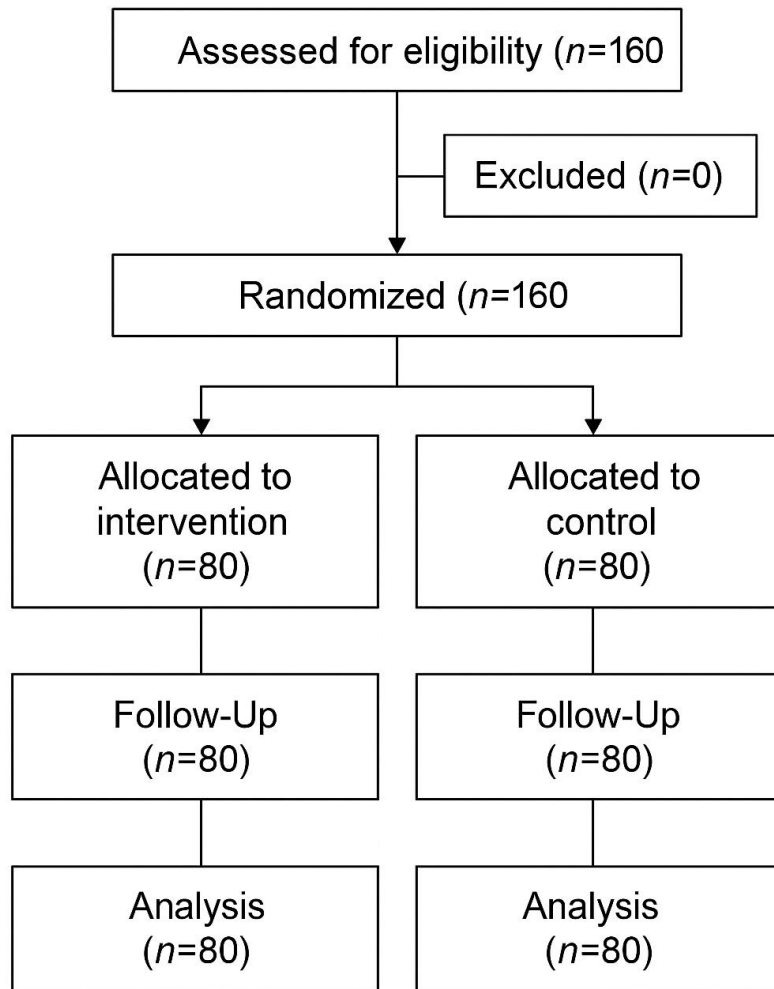 Assessed for eligibility (n=160
Excluded (n=0)
Randomized (n=160
Allocated to
intervention
(n=80)
Allocated to
control
(n=80)
Follow-Up
(n=80)
Follow-Up
(n=80)
Analysis
(n=80)
Analysis
(n=80)